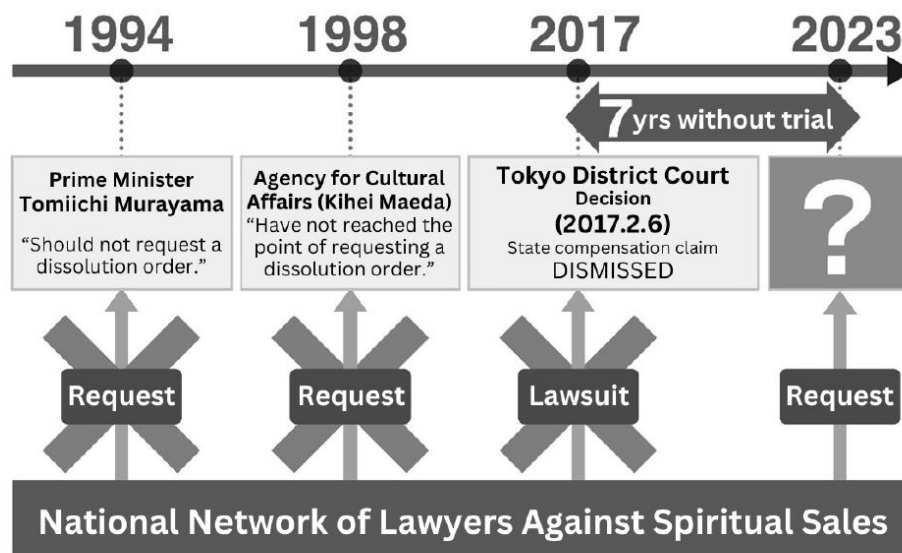 1994
1998
2017
2023
7 yrs without trial
Prime Minister
Tomiichi Murayama
“Should not request a
dissolution order.”
Agency for Cultural
Affairs (Kihei Maeda)
“Have not reached the
point of requesting a
dissolution order.”
Tokyo District Court
Decision
(2017.2.6)
State compensation claim
DISMISSED
?
Request
Request
Lawsuit
Request
National Network of Lawyers Against Spiritual Sales